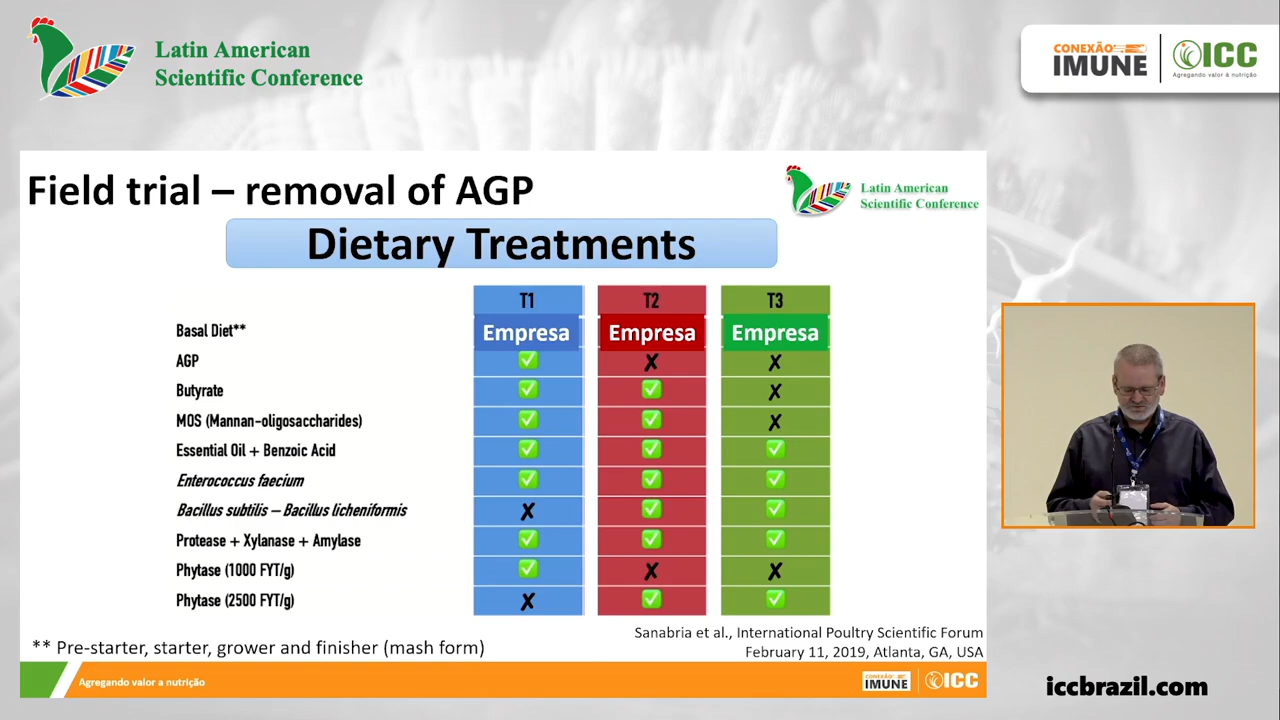 Latin American
Scientific Conference
CONEXÃO
IMUNE
ICC
Agregando valor à nutrição
Field trial – removal of AGP
Latin American
Scientific Conference
Dietary Treatments
T1 T2 T3
Basal Diet** Empresa Empresa Empresa
AGP ✅ ✗ ✗
Butyrate ✅ ✅ ✗
MOS (Mannan-oligosaccharides) ✅ ✅ ✗
Essential Oil + Benzoic Acid ✅ ✅ ✅
Enterococcus faecium ✅ ✅ ✅
Bacillus subtilis – Bacillus licheniformis ✗ ✅ ✅
Protease + Xylanase + Amylase ✅ ✅ ✅
Phytase (1000 FYT/g) ✅ ✗ ✗
Phytase (2500 FYT/g) ✗ ✅ ✅
** Pre-starter, starter, grower and finisher (mash form)
Sanabria et al., International Poultry Scientific Forum
February 11, 2019, Atlanta, GA, USA
Agregando valor a nutrição
CONEXÃO
IMUNE
ICC
iccbrazil.com